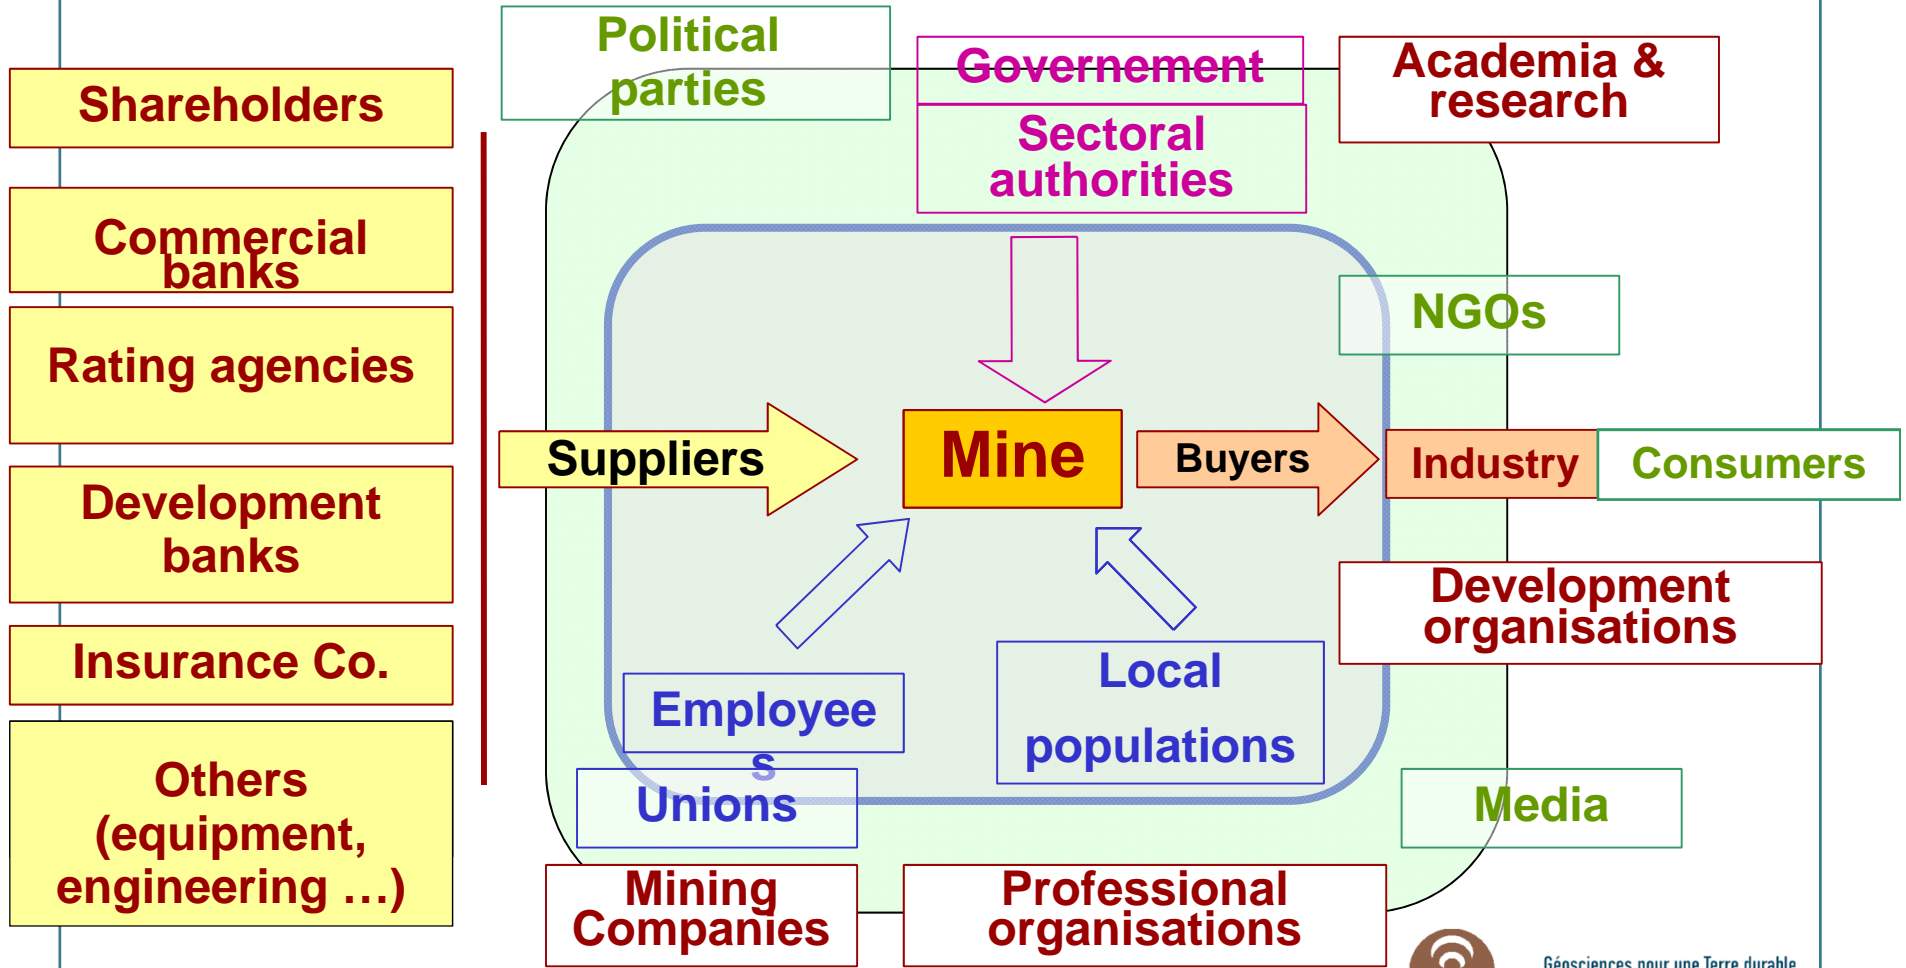 Political
parties
Governement
Academia &
research
Shareholders
Sectoral
authorities
Commercial
banks
NGOs
Rating agencies
Suppliers
Mine
Buyers
Industry
Consumers
Development
banks
Development
organisations
Insurance Co.
Employee
s
Local
populations
Unions
Media
Others
(equipment,
engineering …)
Mining
Companies
Professional
organisations
Géosciences pour une Terre durable